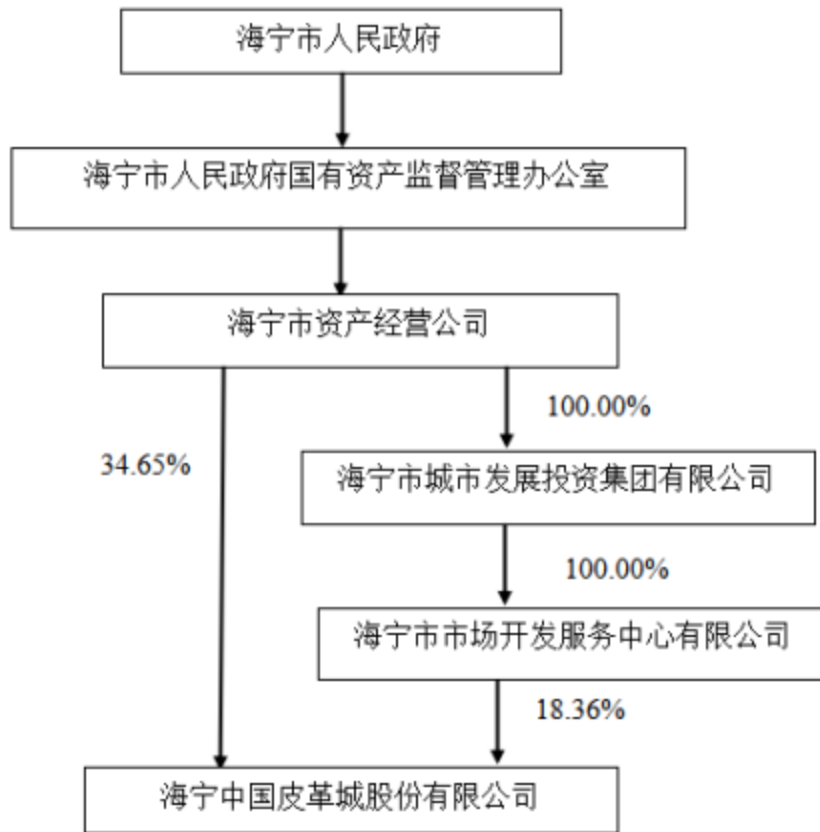 海宁市人民政府
海宁市人民政府国有资产监督管理办公室
海宁市资产经营公司
100.00%
34.65%
海宁市城市发展投资集团有限公司
100.00%
海宁市市场开发服务中心有限公司
18.36%
海宁中国皮革城股份有限公司